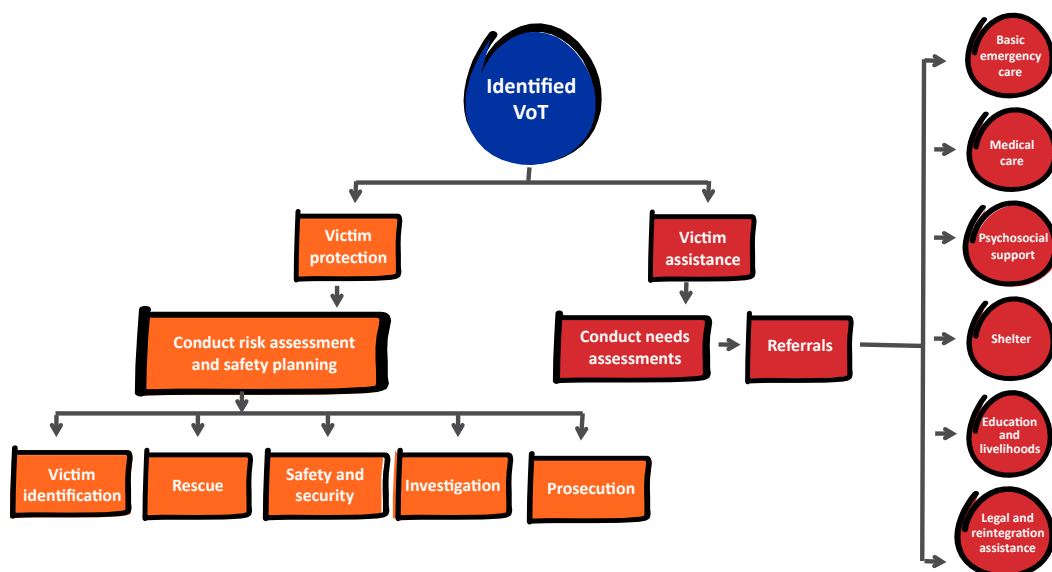 Identified
VoT
Victim
protection
Victim
assistance
Conduct risk assessment
and safety planning
Conduct needs
assessments
Referrals
Victim
identification
Rescue
Safety and
security
Investigation
Prosecution
Basic
emergency
care
Medical
care
Psychosocial
support
Shelter
Education
and
livelihoods
Legal and
reintegration
assistance